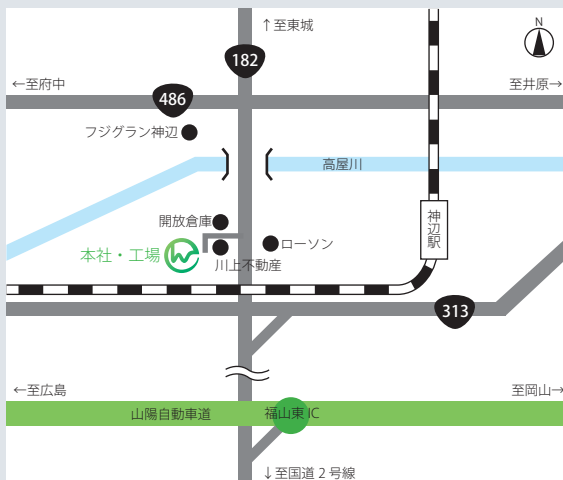 ↑至東城
N
182
←至府中
至井原→
486
フジグラン神辺
高屋川
開放倉庫
神辺駅
ローソン
本社・工場
川上不動産
313
←至広島
至岡山→
山陽自動車道
福山東IC
↓至国道2号線